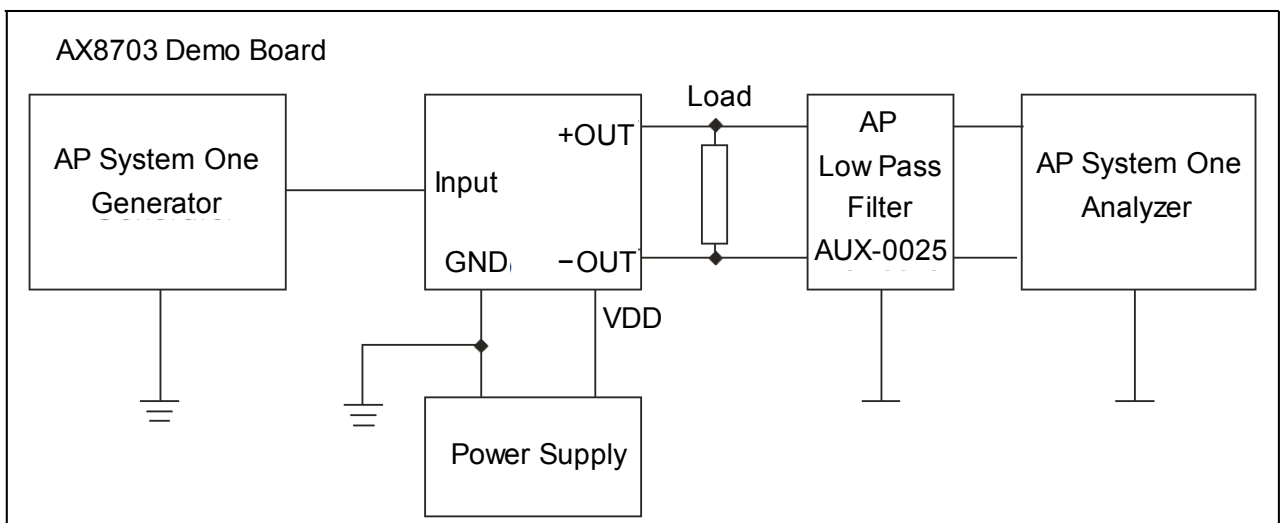 AX8703 Demo Board
AP System One
Generator
Input
+OUT
GND
−OUT
VDD
Load
AP
Low Pass
Filter
AUX-0025
AP System One
Analyzer
Power Supply